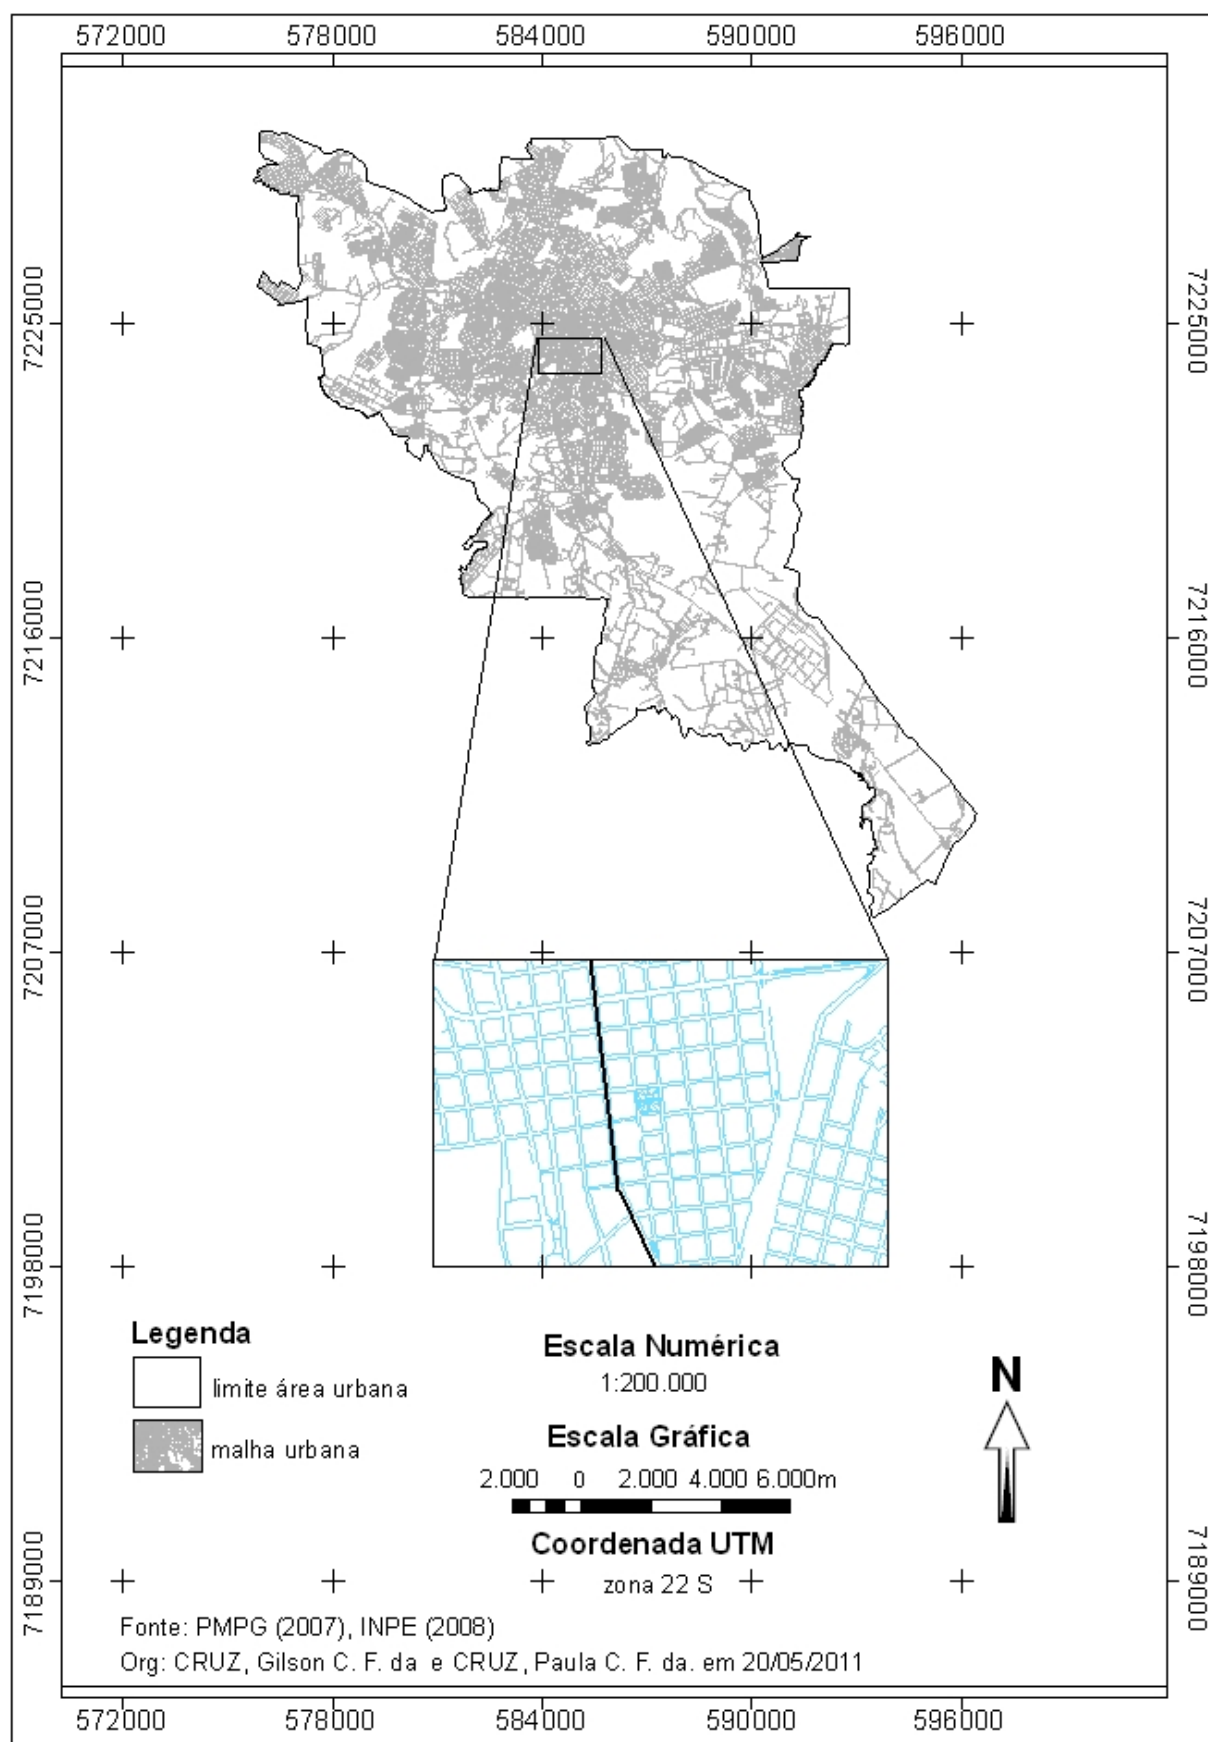 572000 578000 584000 590000 596000
7225000 7225000
7216000 7216000
7207000 7207000
7198000 7198000
Legenda
limite área urbana
malha urbana
Escala Numérica
1:200.000
Escala Gráfica
2.000 0 2.000 4.000 6.000m
Coordenada UTM
zona 22 S
N
7189000 7189000
Fonte: PMPG (2007), INPE (2008)
Org: CRUZ, Gilson C. F. da e CRUZ, Paula C. F. da. em 20/05/2011
572000 578000 584000 590000 596000